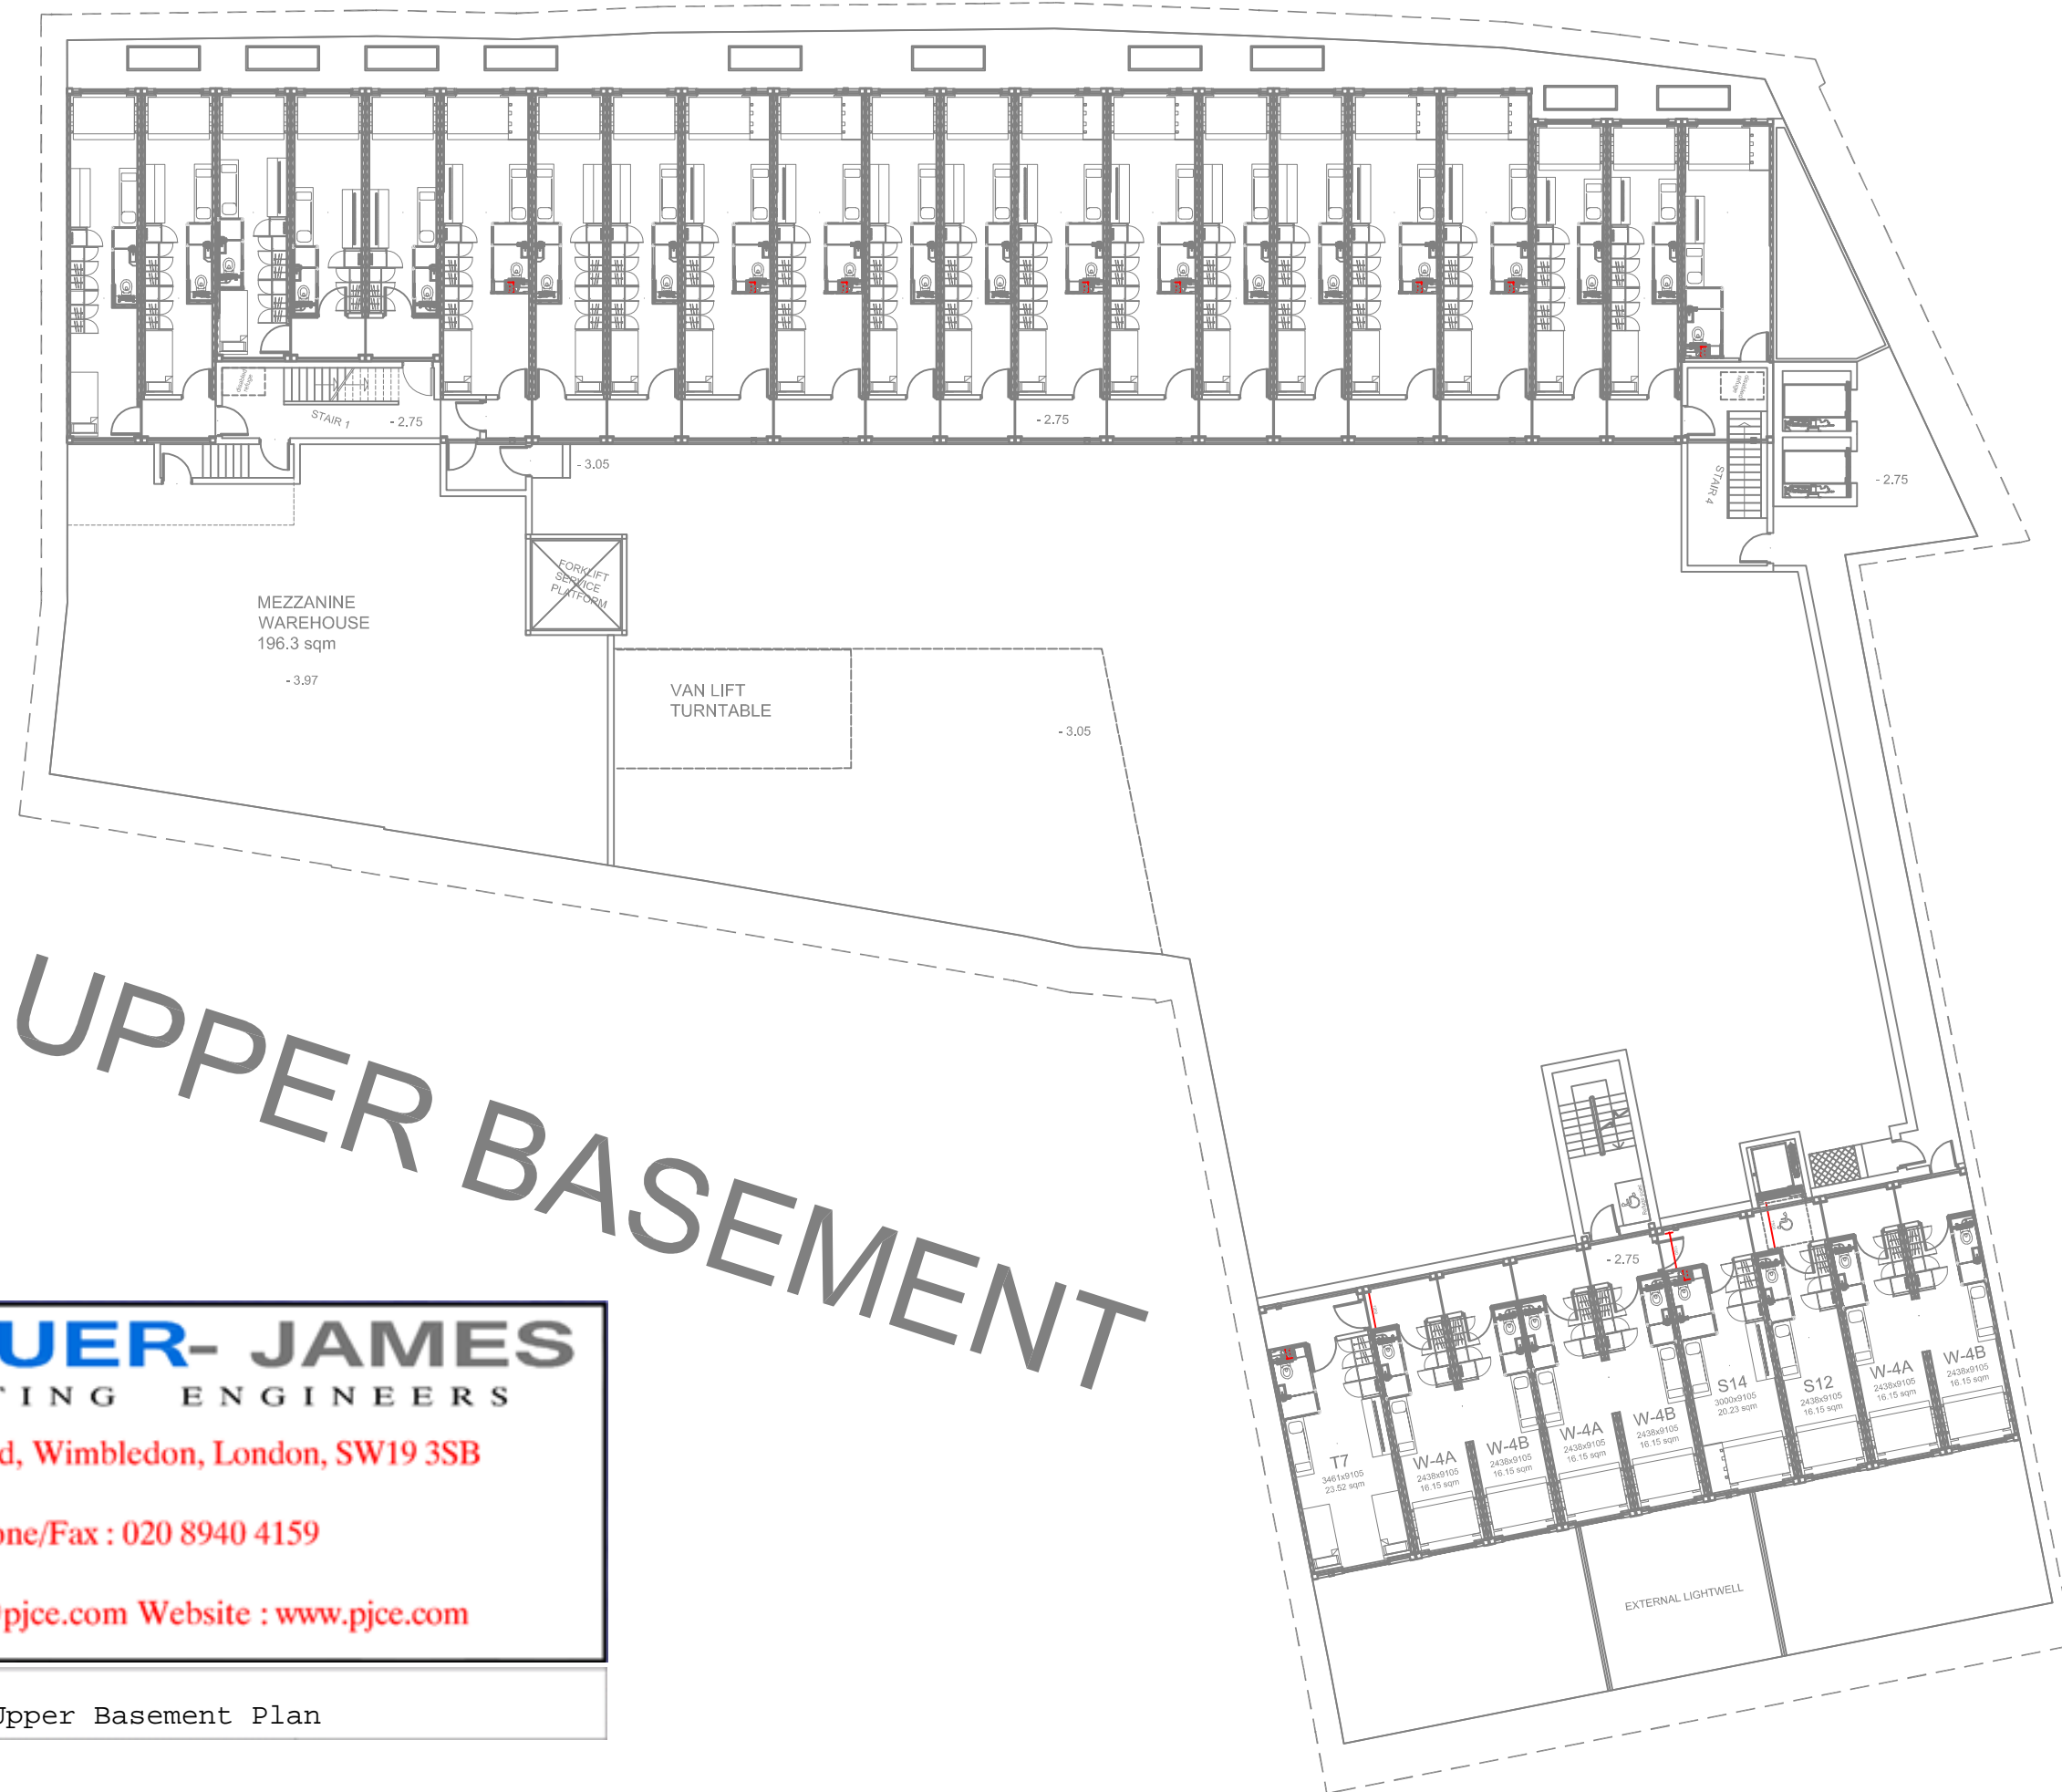 disabled
refuge
STAIR 1
- 2.75
- 2.75
- 3.05
STAIR 4
- 2.75
FORKLIFT
SERVICE
PLATFORM
MEZZANINE
WAREHOUSE
196.3 sqm
- 3.97
VAN LIFT
TURNTABLE
- 3.05
UPPER BASEMENT
- 2.75
T7
3461x9105
23.52 sqm
W-4A
2438x9105
16.15 sqm
W-4B
2438x9105
16.15 sqm
W-4A
2438x9105
16.15 sqm
W-4B
2438x9105
16.15 sqm
S14
3000x9105
20.23 sqm
S12
2438x9105
16.15 sqm
W-4A
2438x9105
16.15 sqm
W-4B
2438x9105
16.15 sqm
EXTERNAL LIGHTWELL
UER- JAMES
TING ENGINEERS
d, Wimbledon, London, SW19 3SB
one/Fax : 020 8940 4159
pjce.com Website : www.pjce.com
Upper Basement Plan